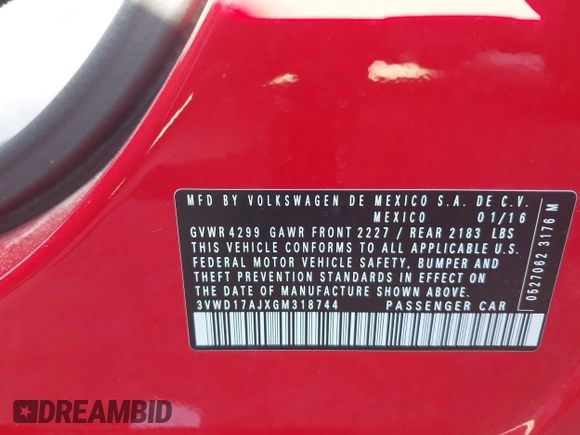 MFD BY VOLKSWAGEN DE MEXICO S.A. DE C.V.
MEXICO 01/16
GVWR 4299 GAWR FRONT 2227 / REAR 2183 LBS
THIS VEHICLE CONFORMS TO ALL APPLICABLE U.S.
FEDERAL MOTOR VEHICLE SAFETY, BUMPER AND
THEFT PREVENTION STANDARDS IN EFFECT ON
THE DATE OF MANUFACTURE SHOWN ABOVE.
3VWD17AJXGM318744 PASSENGER CAR
0527062 3176 M
DREAMBID